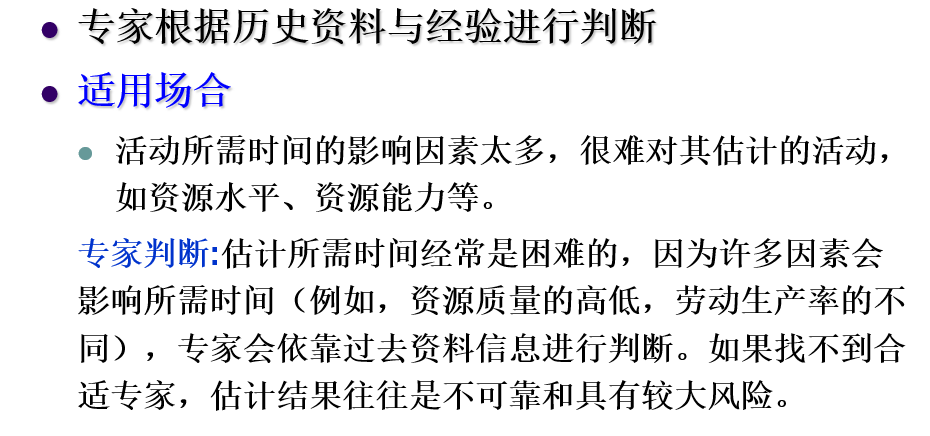 专家根据历史资料与经验进行判断
适用场合
活动所需时间的影响因素太多，很难对其估计的活动，
如资源水平、资源能力等。
专家判断:估计所需时间经常是困难的，因为许多因素会
影响所需时间（例如，资源质量的高低，劳动生产率的不
同），专家会依靠过去资料信息进行判断。如果找不到合
适专家，估计结果往往是不可靠和具有较大风险。